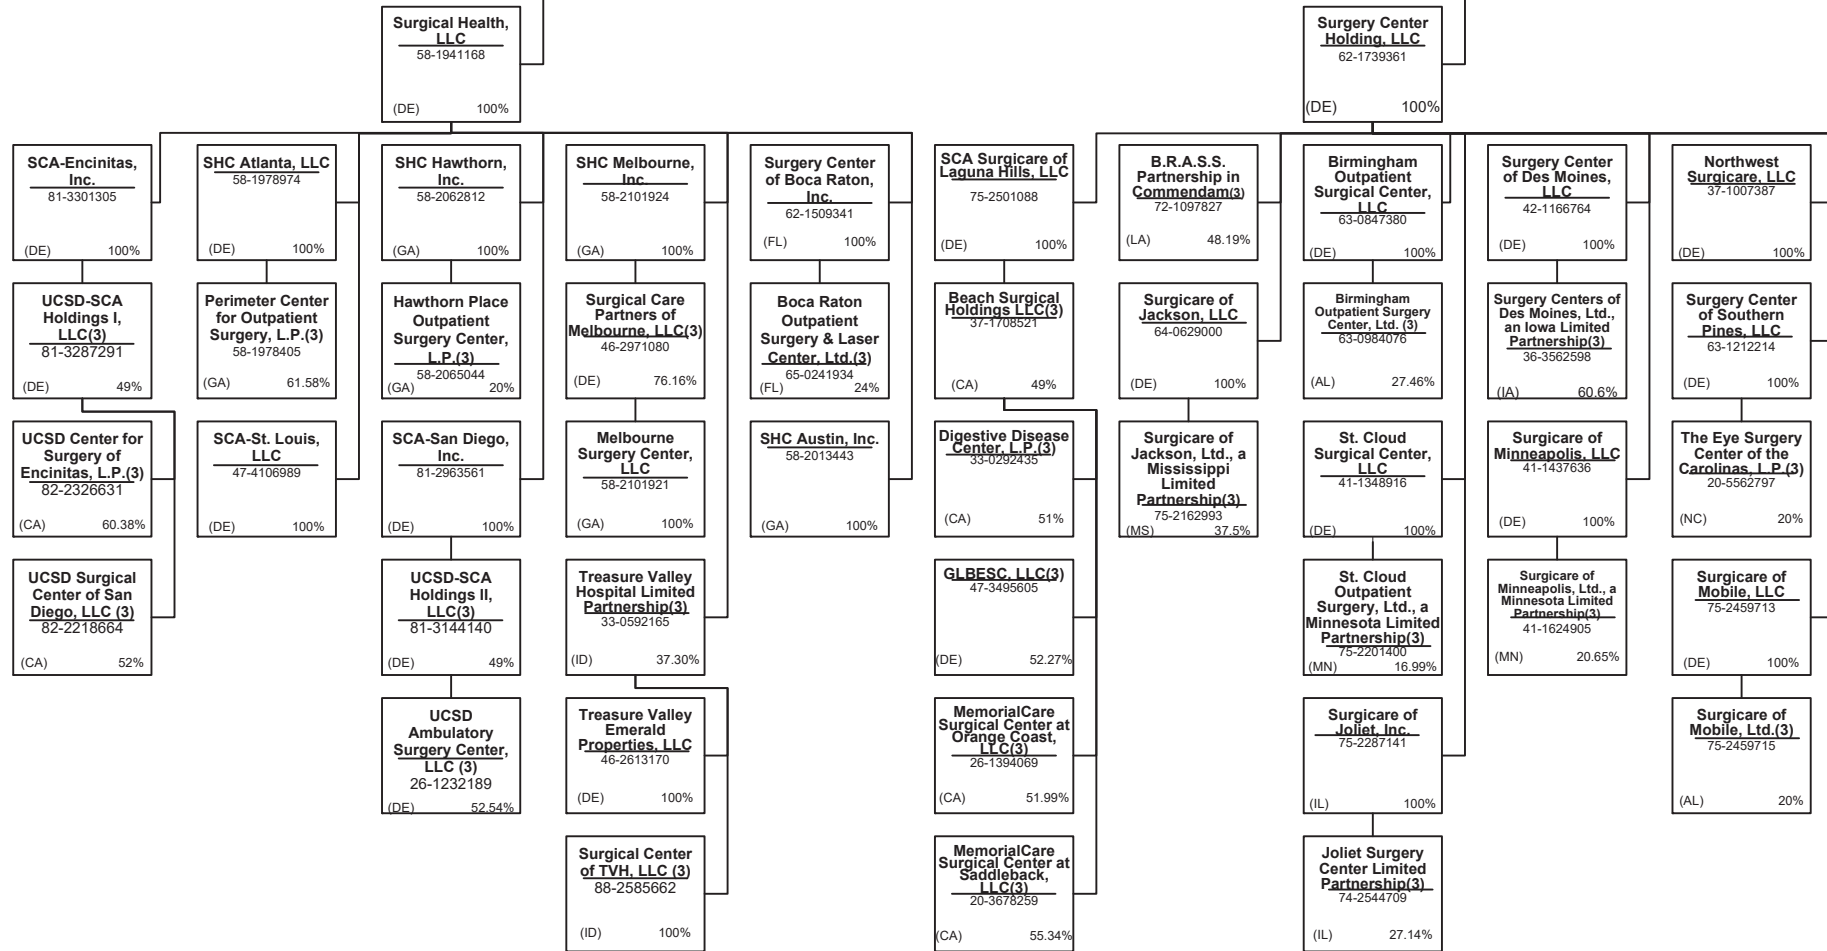 Surgical Health,
LLC
58-1941168
(DE) 100%
Surgery Center
Holding, LLC
62-1739361
(DE) 100%
SCA-Encinitas,
Inc.
81-3301305
(DE) 100%
SHC Atlanta, LLC
58-1978974
(DE) 100%
SHC Hawthorn,
Inc.
58-2062812
(GA) 100%
SHC Melbourne,
Inc.
58-2101924
(GA) 100%
Surgery Center
of Boca Raton,
Inc.
62-1509341
(FL) 100%
SCA Surgicare of
Laguna Hills, LLC
75-2501088
(DE) 100%
B.R.A.S.S.
Partnership in
Commendam(3)
72-1097827
(LA) 48.19%
Birmingham
Outpatient
Surgical Center,
LLC
63-0847380
(DE) 100%
Surgery Center
of Des Moines,
LLC
42-1166764
(DE) 100%
Northwest
Surgicare, LLC
37-1007387
(DE) 100%
UCSD-SCA
Holdings I,
LLC(3)
81-3287291
(DE) 49%
Perimeter Center
for Outpatient
Surgery, L.P.(3)
58-1978405
(GA) 61.58%
Hawthorn Place
Outpatient
Surgery Center,
L.P.(3)
58-2065044
(GA) 20%
Surgical Care
Partners of
Melbourne, LLC(3)
46-2971080
(DE) 76.16%
Boca Raton
Outpatient
Surgery & Laser
Center, Ltd.(3)
65-0241934
(FL) 24%
Beach Surgical
Holdings LLC(3)
37-1708521
(CA) 49%
Surgicare of
Jackson, LLC
64-0629000
(DE) 100%
Birmingham
Outpatient Surgery
Center, Ltd. (3)
63-0984076
(AL) 27.46%
Surgery Centers of
Des Moines, Ltd.,
an Iowa Limited
Partnership(3)
36-3562598
(IA) 60.6%
Surgery Center
of Southern
Pines, LLC
63-1212214
(DE) 100%
UCSD Center for
Surgery of
Encinitas, L.P.(3)
82-2326631
(CA) 60.38%
SCA-St. Louis,
LLC
47-4106989
(DE) 100%
SCA-San Diego,
Inc.
81-2963561
(DE) 100%
Melbourne
Surgery Center,
LLC
58-2101921
(GA) 100%
SHC Austin, Inc.
58-2013443
(GA) 100%
Digestive Disease
Center, L.P.(3)
33-0292435
(CA) 51%
Surgicare of
Jackson, Ltd., a
Mississippi
Limited
Partnership(3)
75-2162993
(MS) 37.5%
St. Cloud
Surgical Center,
LLC
41-1348916
(DE) 100%
Surgicare of
Minneapolis, LLC
41-1437636
(DE) 100%
The Eye Surgery
Center of the
Carolinas, L.P.(3)
20-5562797
(NC) 20%
UCSD Surgical
Center of San
Diego, LLC (3)
82-2218664
(CA) 52%
UCSD-SCA
Holdings II,
LLC(3)
81-3144140
(DE) 49%
Treasure Valley
Hospital Limited
Partnership(3)
33-0592165
(ID) 37.30%
GLBESC, LLC(3)
47-3495605
(DE) 52.27%
St. Cloud
Outpatient
Surgery, Ltd., a
Minnesota Limited
Partnership(3)
75-2201400
(MN) 16.99%
Surgicare of
Minneapolis, Ltd., a
Minnesota Limited
Partnership(3)
41-1624905
(MN) 20.65%
Surgicare of
Mobile, LLC
75-2459713
(DE) 100%
UCSD
Ambulatory
Surgery Center,
LLC (3)
26-1232189
(DE) 52.54%
Treasure Valley
Emerald
Properties, LLC
46-2613170
(DE) 100%
MemorialCare
Surgical Center at
Orange Coast,
LLC(3)
26-1394069
(CA) 51.99%
Surgicare of
Joliet, Inc.
75-2287141
(IL) 100%
Surgicare of
Mobile, Ltd.(3)
75-2459715
(AL) 20%
Surgical Center
of TVH, LLC (3)
88-2585662
(ID) 100%
MemorialCare
Surgical Center at
Saddleback,
LLC(3)
20-3678259
(CA) 55.34%
Joliet Surgery
Center Limited
Partnership(3)
74-2544709
(IL) 27.14%